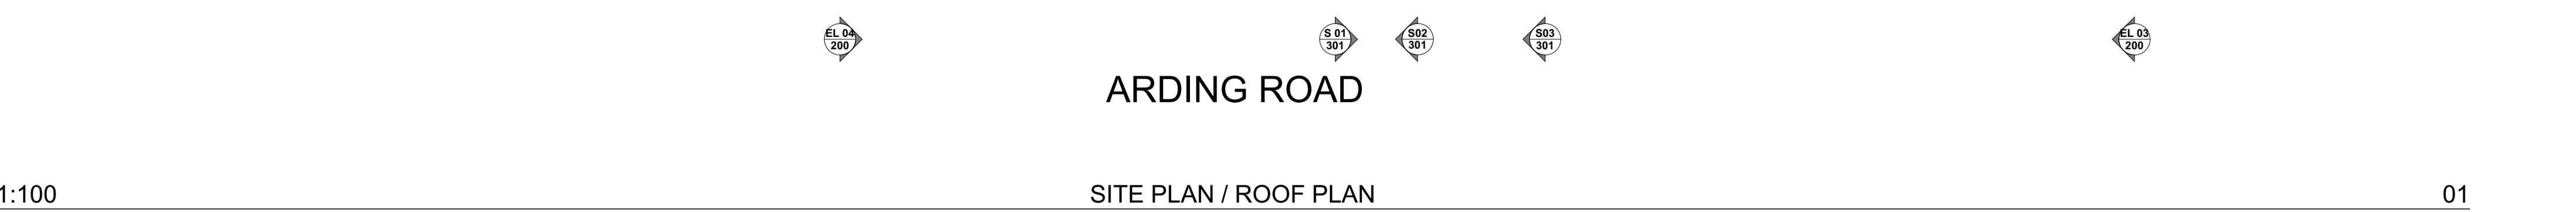 EL 04 S 01 S02 S03 EL 03
200 301 301 301 200
ARDING ROAD
1:100 SITE PLAN / ROOF PLAN 01